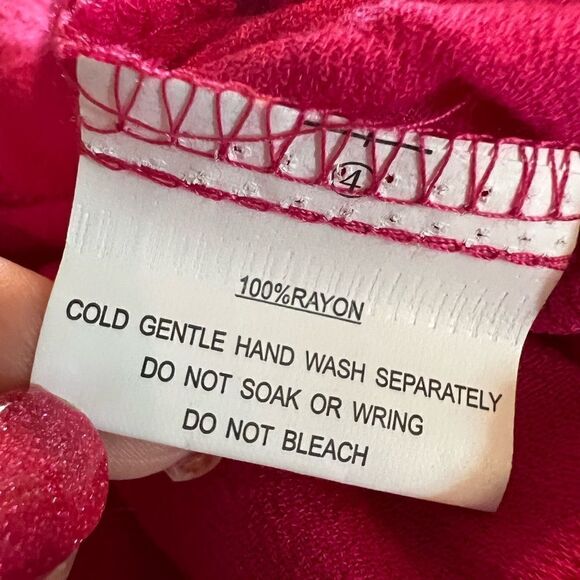 ④
100%RAYON
COLD GENTLE HAND WASH SEPARATELY
DO NOT SOAK OR WRING
DO NOT BLEACH